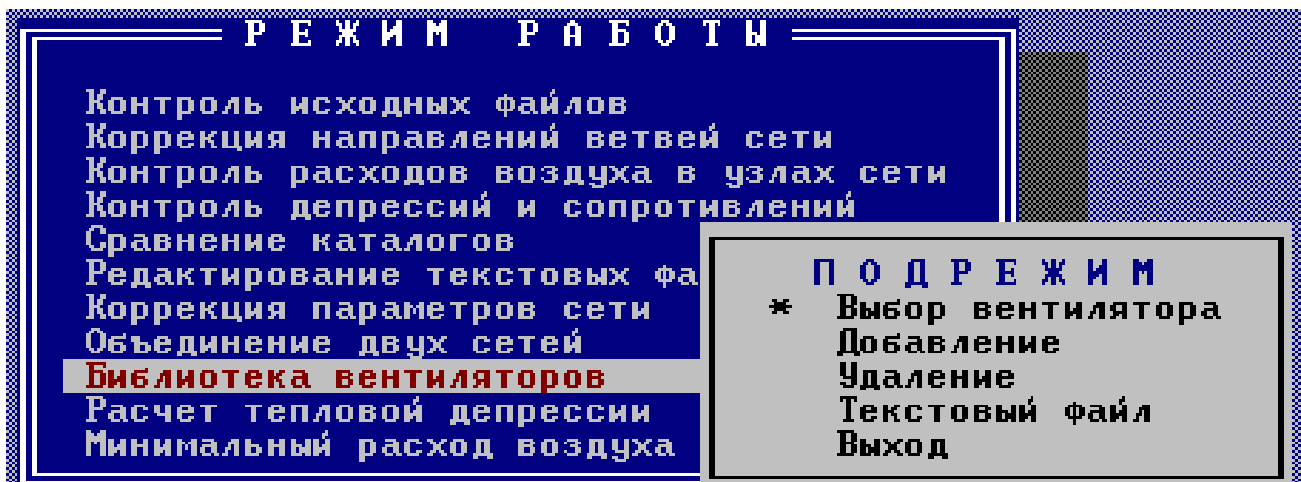 РЕЖИМ РАБОТЫ
Контроль исходных файлов
Коррекция направлений ветвей сети
Контроль расходов воздуха в узлах сети
Контроль депрессий и сопротивлений
Сравнение каталогов
Редактирование текстовых фа
Коррекция параметров сети
Объединение двух сетей
Библиотека вентиляторов
Расчет тепловой депрессии
Минимальный расход воздуха
ПОДРЕЖИМ
* Выбор вентилятора
Добавление
Удаление
Текстовый файл
Выход